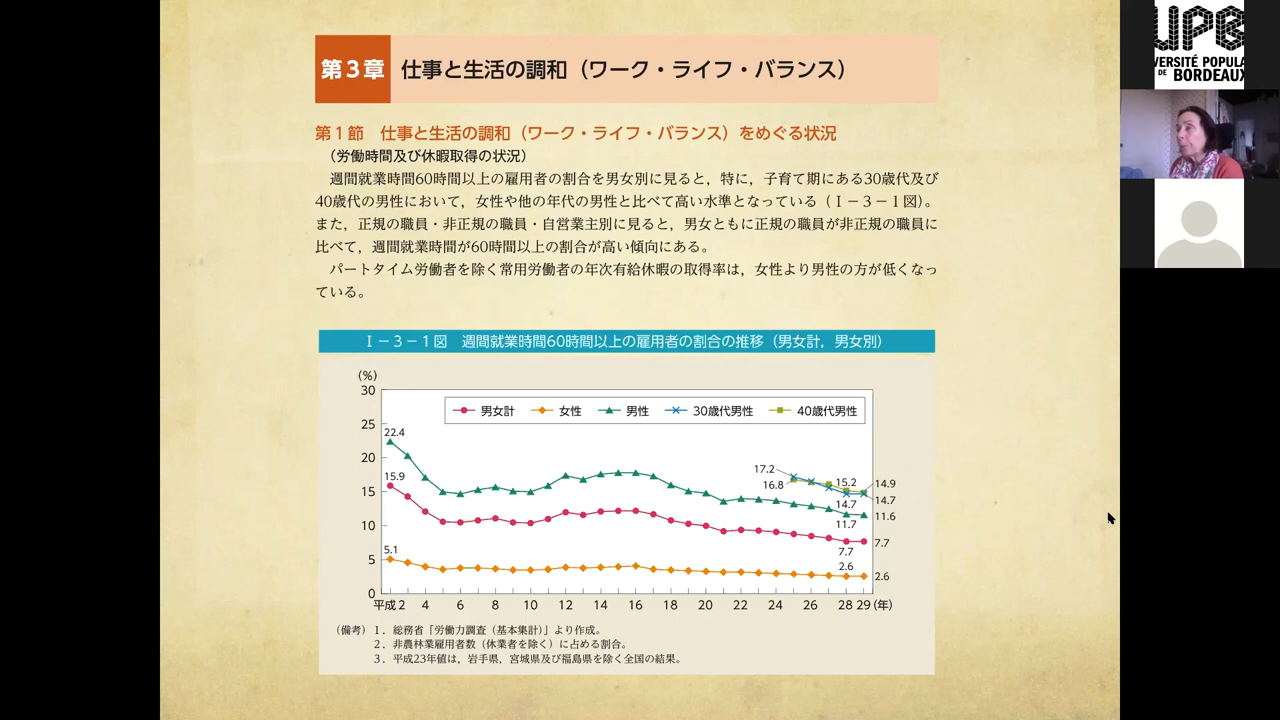 第3章 仕事と生活の調和（ワーク・ライフ・バランス）
第1節 仕事と生活の調和（ワーク・ライフ・バランス）をめぐる状況
（労働時間及び休暇取得の状況）
週間就業時間60時間以上の雇用者の割合を男女別に見ると，特に，子育て期にある30歳代及び
40歳代の男性において，女性や他の年代の男性と比べて高い水準となっている（Ⅰ－３－１図）。
また，正規の職員・非正規の職員・自営業主別に見ると，男女ともに正規の職員が非正規の職員に
比べて，週間就業時間が60時間以上の割合が高い傾向にある。
パートタイム労働者を除く常用労働者の年次有給休暇の取得率は，女性より男性の方が低くなっ
ている。
Ⅰ－３－１図 週間就業時間60時間以上の雇用者の割合の推移（男女計，男女別）
(%)
30
25
20
15
10
5
0
男女計 女性 男性 30歳代男性 40歳代男性
22.4
15.9
5.1
17.2
16.8
15.2
14.7
11.7
7.7
2.6
14.9
14.7
11.6
7.7
2.6
平成2 4 6 8 10 12 14 16 18 20 22 24 26 28 29 (年)
（備考）１．総務省「労働力調査（基本集計）」より作成。
２．非農林業雇用者数（休業者を除く）に占める割合。
３．平成23年値は，岩手県，宮城県及び福島県を除く全国の結果。
UPB
VERSITÉ POPULA
DE BORDEAUX